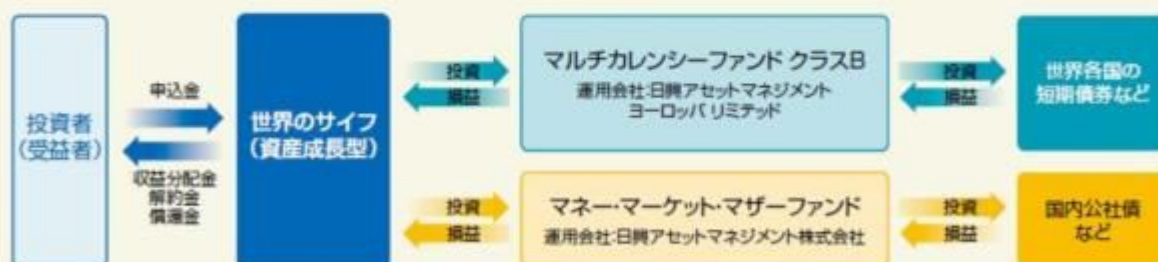 投資者
(受益者)
申込金
収益分配金
解約金
償還金
世界のサイフ
(資産成長型)
投資
損益
マルチカレンシーファンド クラスB
運用会社:日興アセットマネジメント
ヨーロッパ リミテッド
投資
損益
世界各国の
短期債券など
投資
損益
マネー・マーケット・マザーファンド
運用会社:日興アセットマネジメント株式会社
投資
損益
国内公社債
など